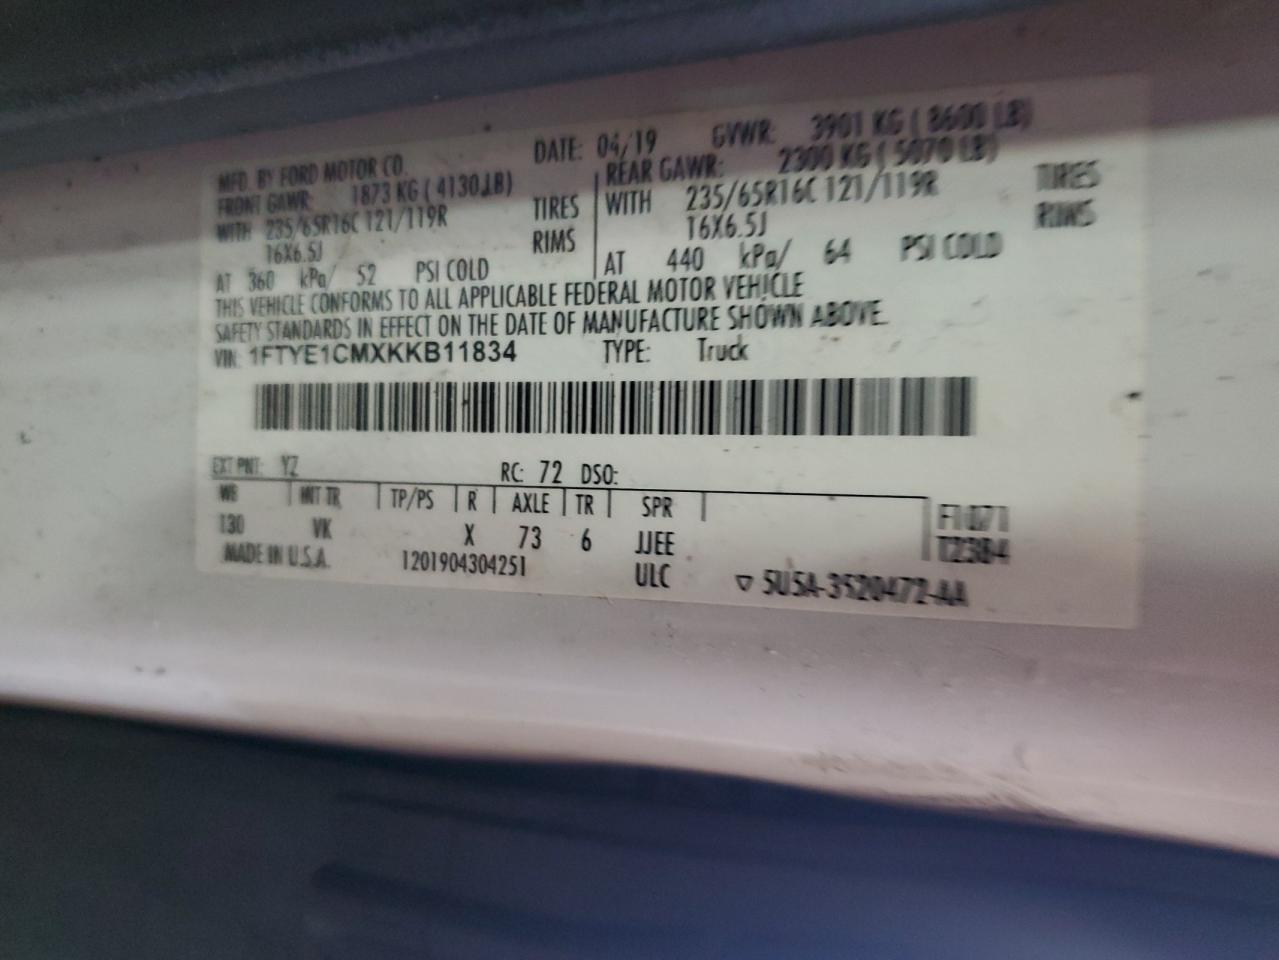 MFD. BY FORD MOTOR CO. DATE: 04/19 GVWR: 3901 KG ( 8600 LB)
FRONT GAWR: 1873 KG ( 4130LB) REAR GAWR: 2300 KG ( 5070 LB)
WITH 235/65R16C 121/119R TIRES WITH 235/65R16C 121/119R TIRES
16X6.5J RIMS 16X6.5J RIMS
AT 360 kPa/ 52 PSI COLD AT 440 kPa/ 64 PSI COLD
THIS VEHICLE CONFORMS TO ALL APPLICABLE FEDERAL MOTOR VEHICLE
SAFETY STANDARDS IN EFFECT ON THE DATE OF MANUFACTURE SHOWN ABOVE.
VIN: 1FTYE1CMXKKB11834 TYPE: Truck
EXT PNT: YZ RC: 72 DSO:
WB INT TR TP/PS R AXLE TR SPR
130 VK X 73 6 JJEE
MADE IN U.S.A. 1201904304251 ULC ▽ 5U5A-3520472-AA